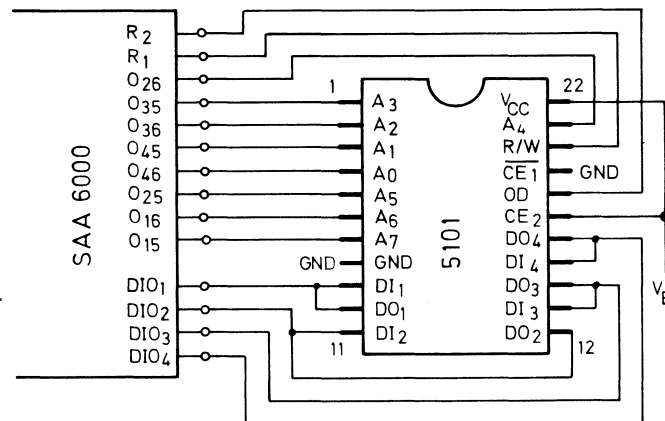 SAA 6000
R2
R1
O26
O35
O36
O45
O46
O25
O16
O15
DIO1
DIO2
DIO3
DIO4
1
22
A3
A2
A1
A0
A5
A6
A7
GND
GND
DI1
DO1
DI2
11
5101
VCC
A4
R/W
CE1
GND
OD
CE2
DO4
DI4
DO3
DI3
DO2
12